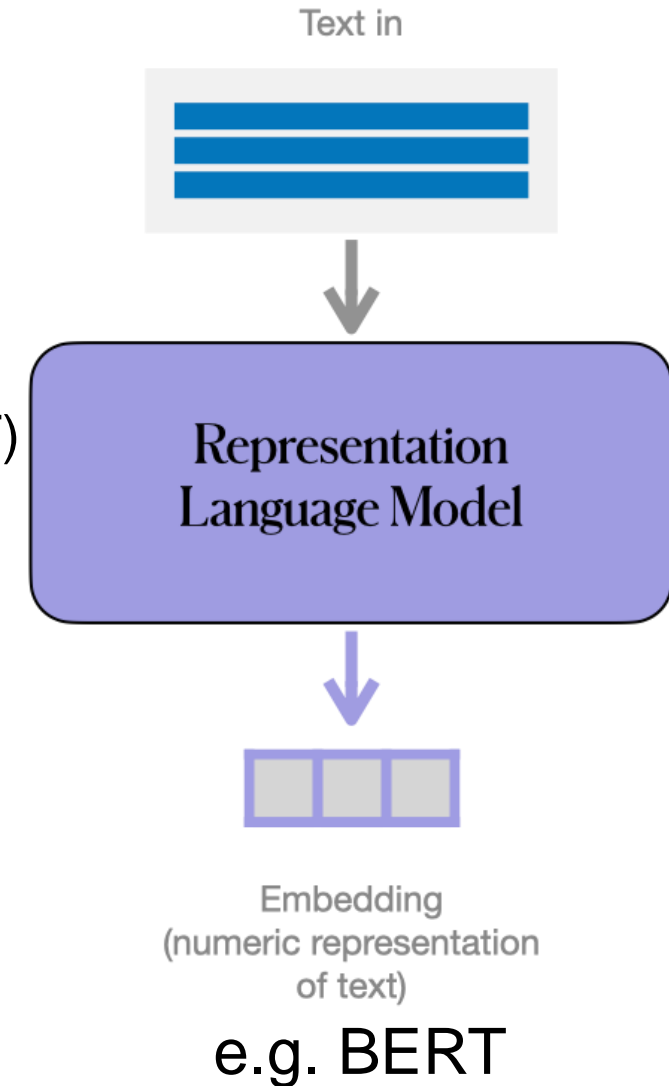 Text in
)
Representation
Language Model
Embedding
(numeric representation
of text)
e.g. BERT